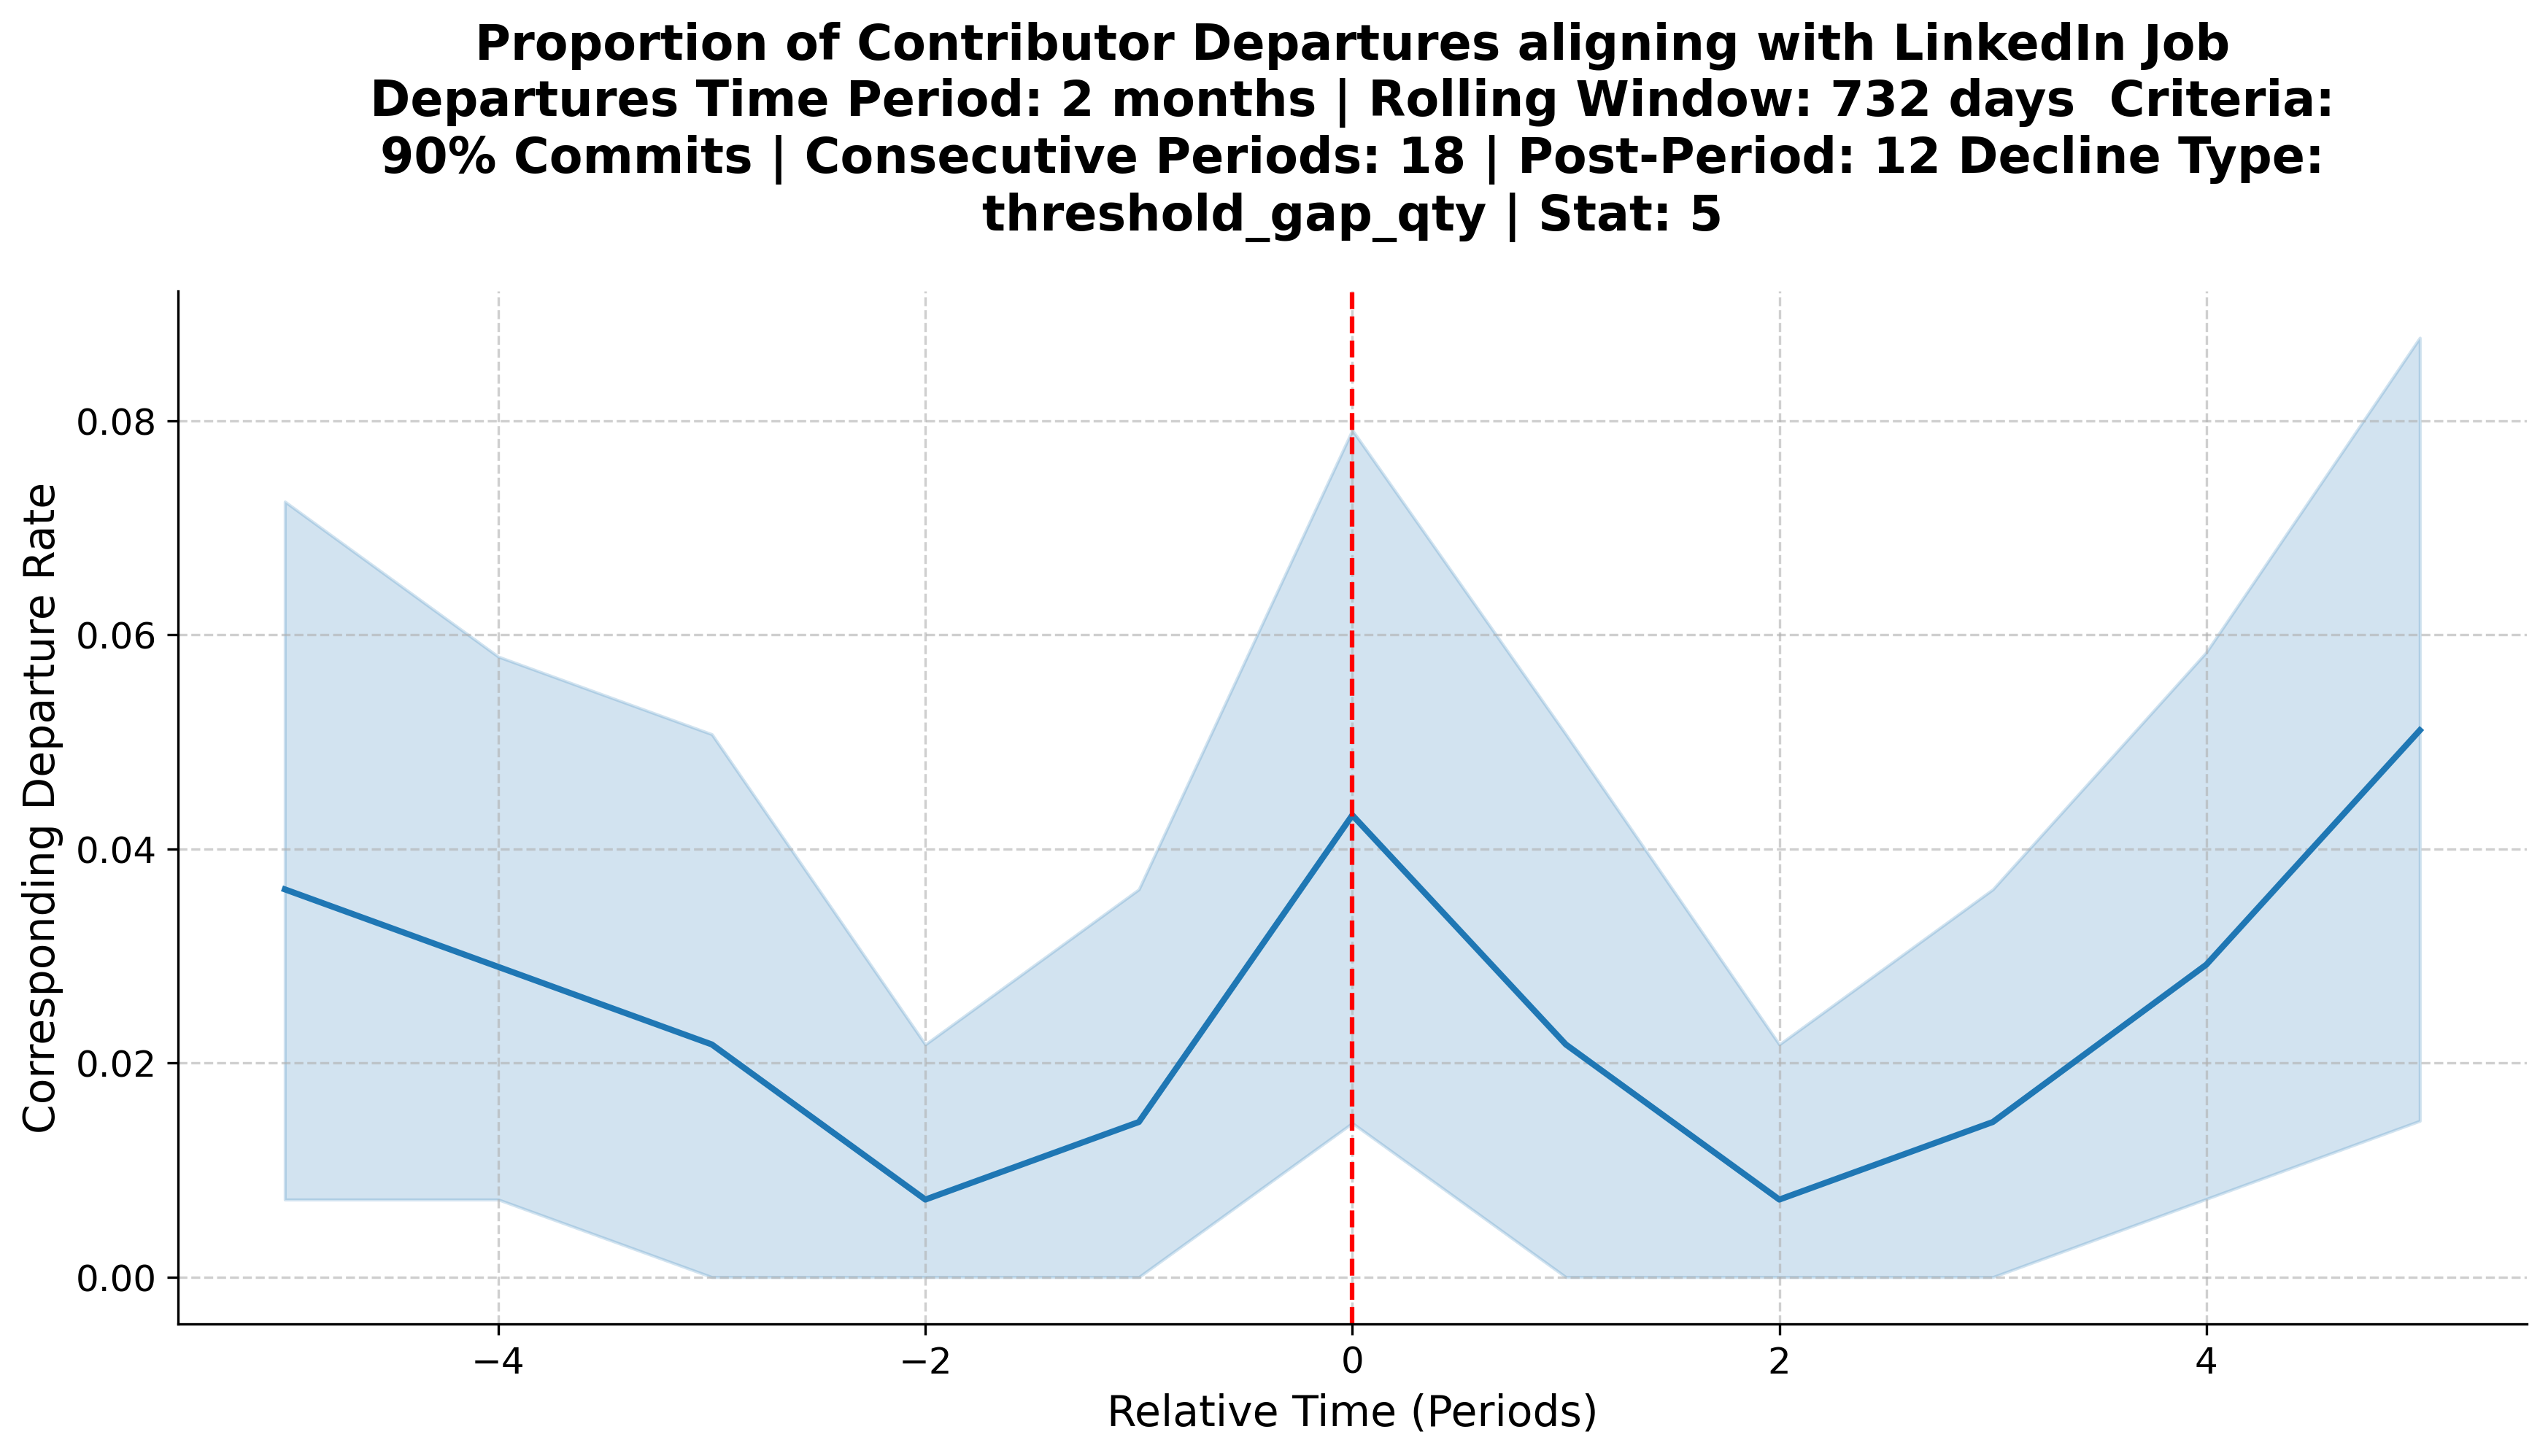 Proportion of Contributor Departures aligning with LinkedIn Job
Departures Time Period: 2 months | Rolling Window: 732 days  Criteria:
90% Commits | Consecutive Periods: 18 | Post-Period: 12 Decline Type:
threshold_gap_qty | Stat: 5
Corresponding Departure Rate
0.08
0.06
0.04
0.02
0.00
−4
−2
0
2
4
Relative Time (Periods)